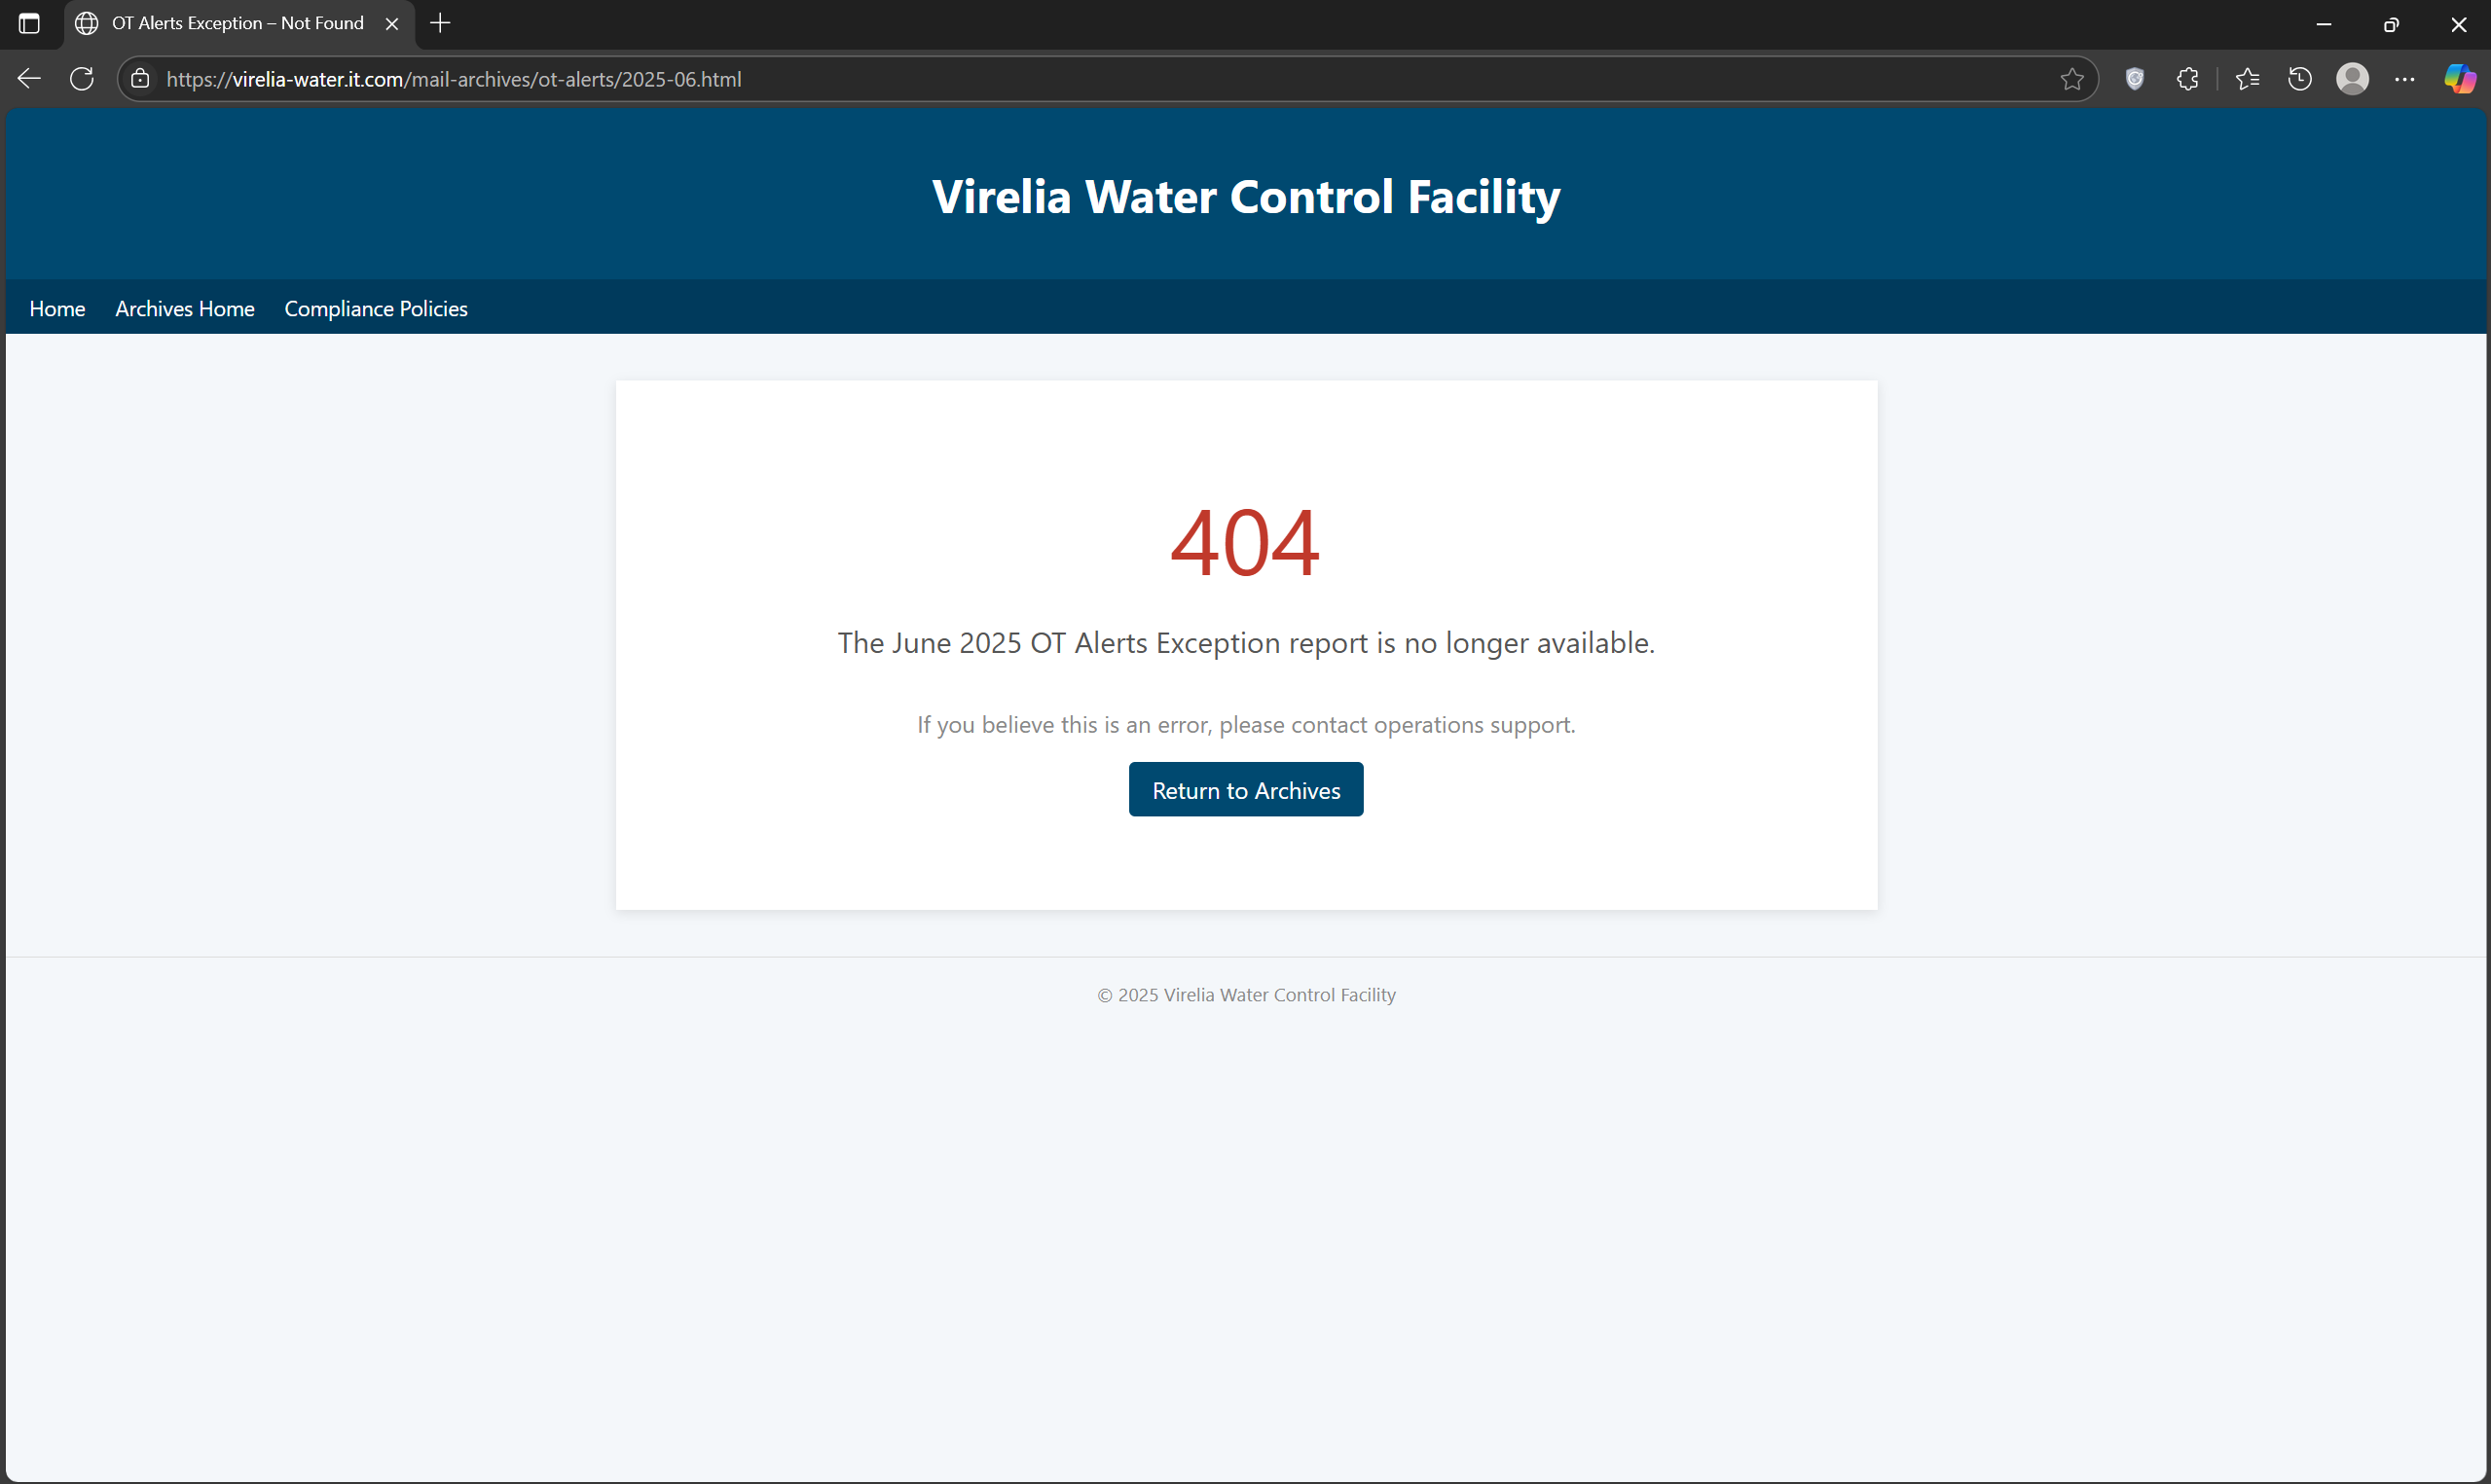 OT Alerts Exception – Not Found
https://virelia-water.it.com/mail-archives/ot-alerts/2025-06.html
Virelia Water Control Facility
Home Archives Home Compliance Policies
404
The June 2025 OT Alerts Exception report is no longer available.
If you believe this is an error, please contact operations support.
Return to Archives
© 2025 Virelia Water Control Facility